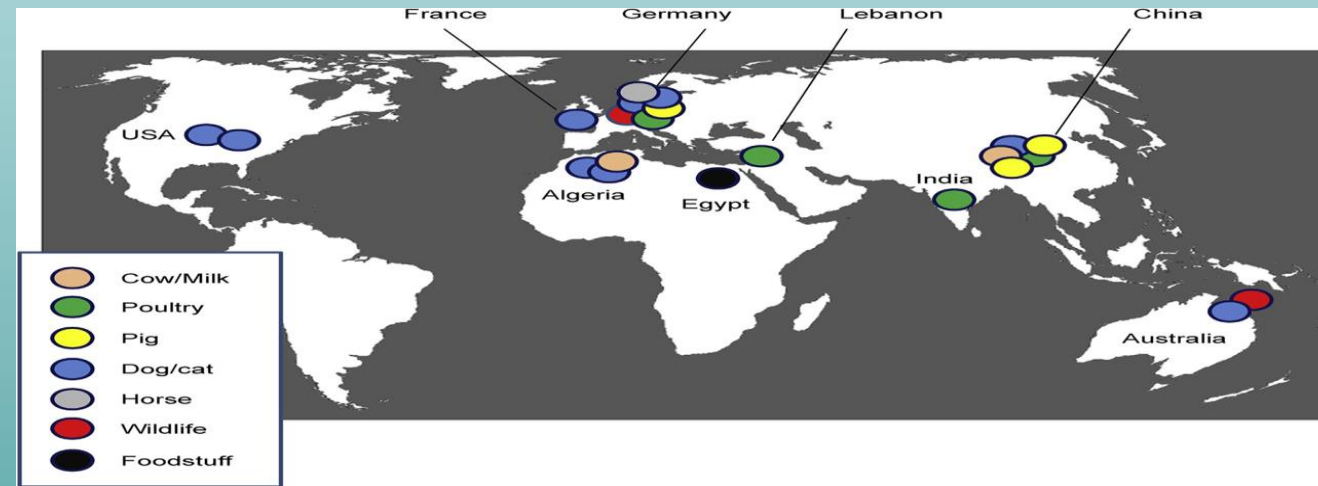 France
Germany
Lebanon
China
USA
India
Algeria
Egypt
Australia
Cow/Milk
Poultry
Pig
Dog/cat
Horse
Wildlife
Foodstuff